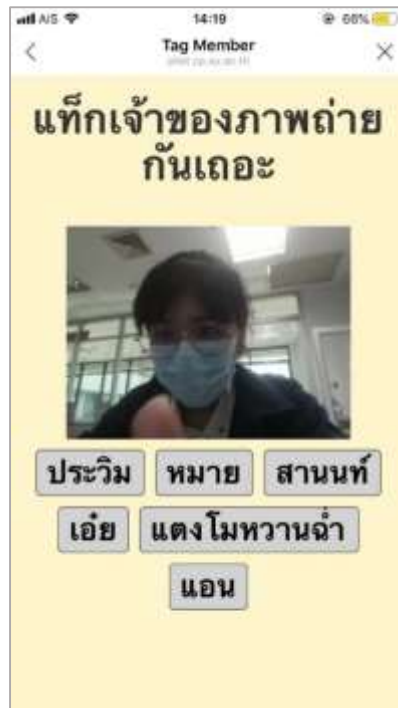 AIS 14:19 66%
Tag Member
แท็กเจ้าของภาพถ่าย
กันเถอะ
ประวิม หมาย สานนท์
เอ๋ย แตงโมหวานฉ่ำ
แอน